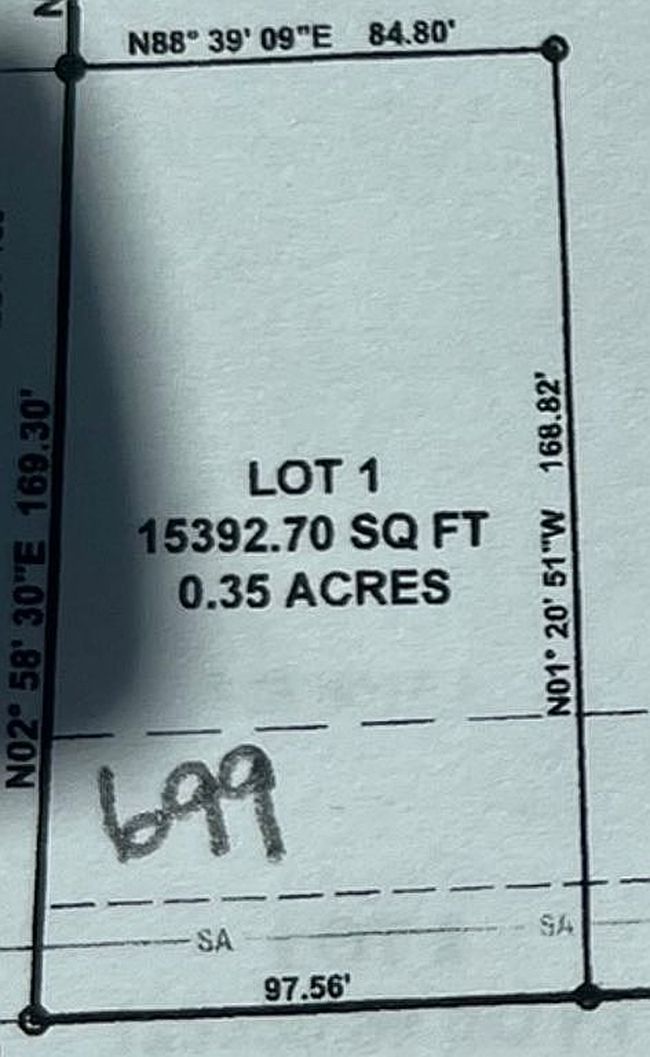 N88° 39' 09"E 84.80'
N02° 58' 30"E 169.30'
N01° 20' 51"W 168.82'
LOT 1
15392.70 SQ FT
0.35 ACRES
699
SA
SA
97.56'